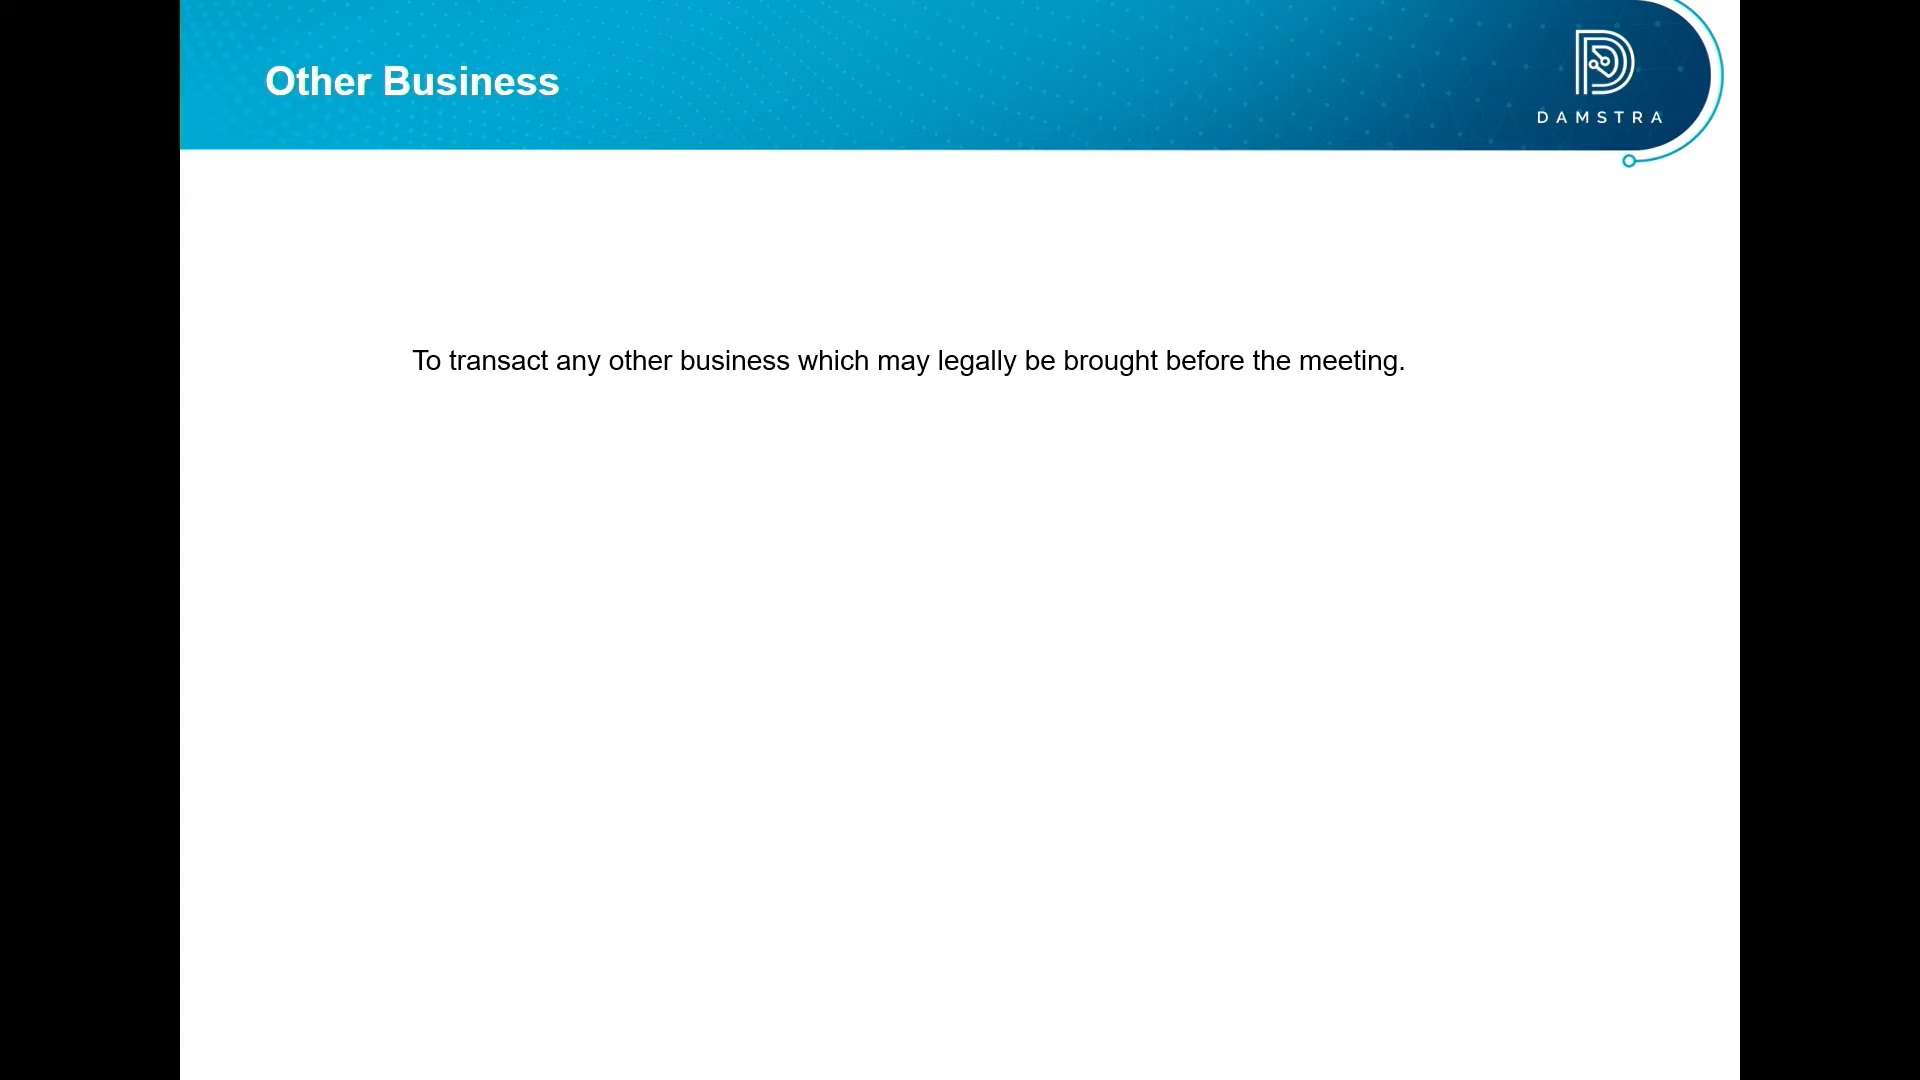 Other Business
DAMSTRA
To transact any other business which may legally be brought before the meeting.